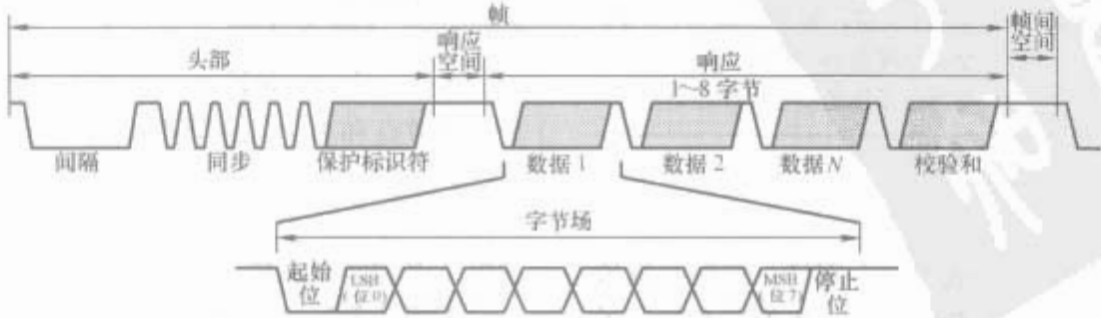 帧
帧间
空间
头部
响应
空间
响应
1～8 字节
间隔
同步
保护标识符
数据 1
数据 2
数据 N
校验和
字节场
起始
位
LSB
(位0)
MSB
(位7)
停止
位